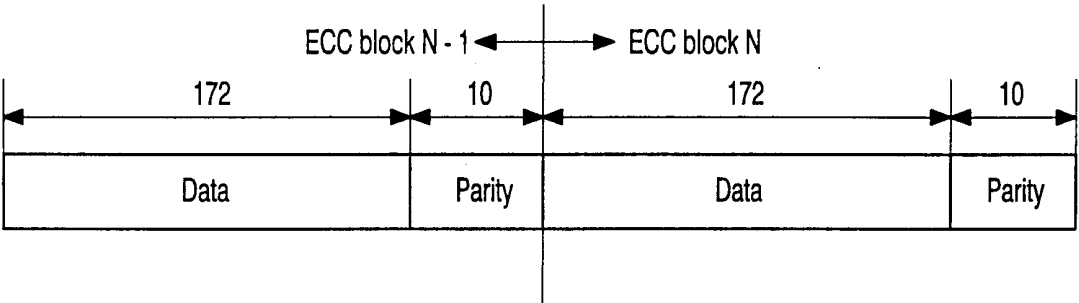 ECC block N - 1 ECC block N
172 10 172 10
Data Parity Data Parity